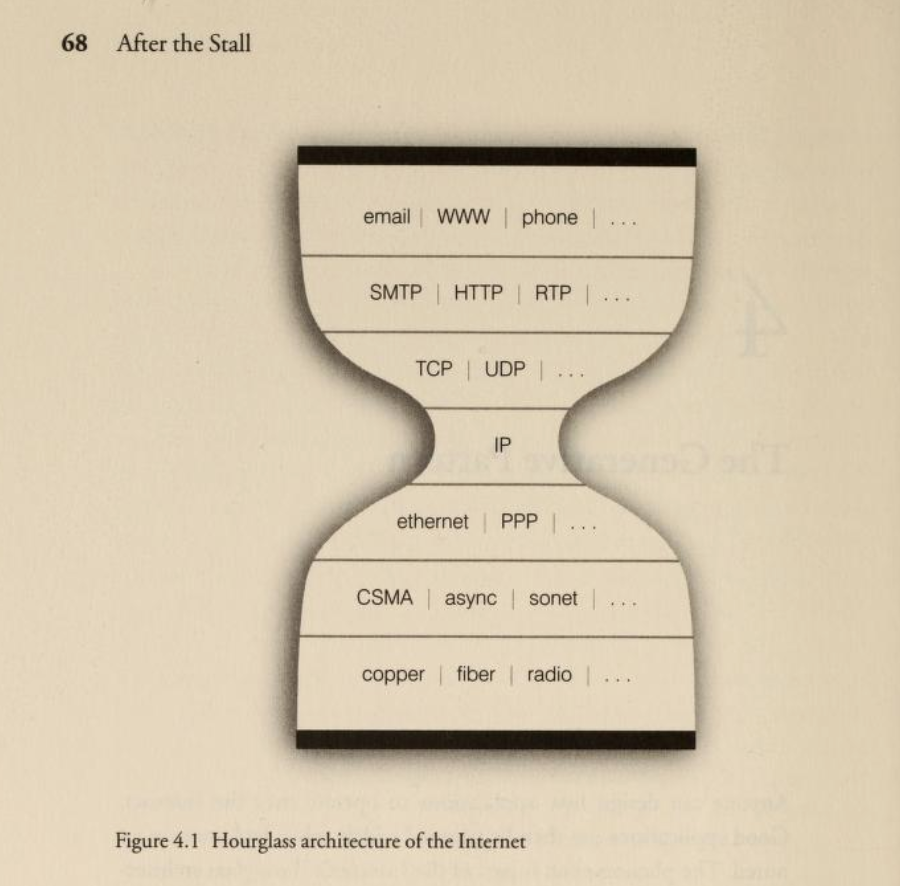 68 After the Stall
email | WWW | phone | ...
SMTP | HTTP | RTP | ...
TCP | UDP | ...
IP
ethernet | PPP | ...
CSMA | async | sonet | ...
copper | fiber | radio | ...
Figure 4.1 Hourglass architecture of the Internet